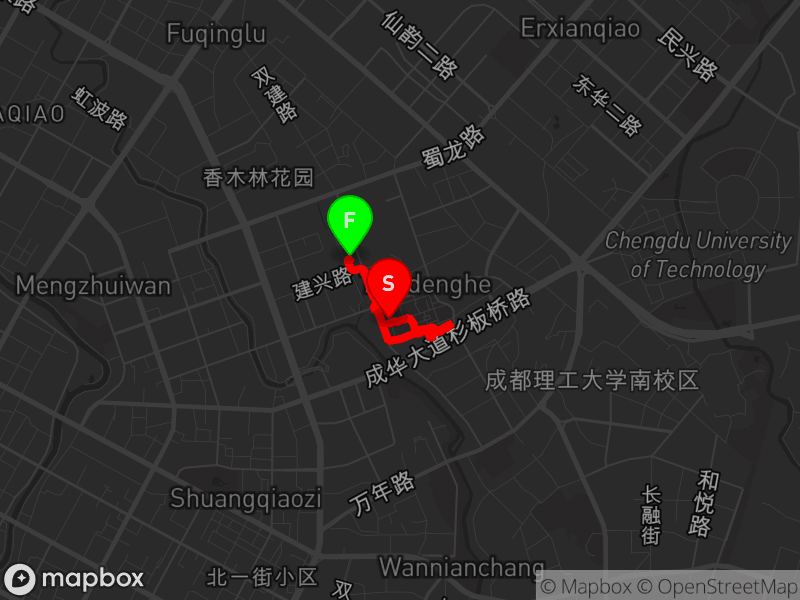 路
Fuqinglu
仙韵二路
Erxianqiao
民兴路
双建路
虹波路
AQIAO
东华二路
蜀龙路
香木林花园
F
Chengdu University
of Technology
建兴路
S
denghe
Mengzhuiwan
成华大道杉板桥路
成都理工大学南校区
Shuangqiaozi
万年路
长融街
和悦路
Wannianchang
北一街小区
双
mapbox
© Mapbox © OpenStreetMap